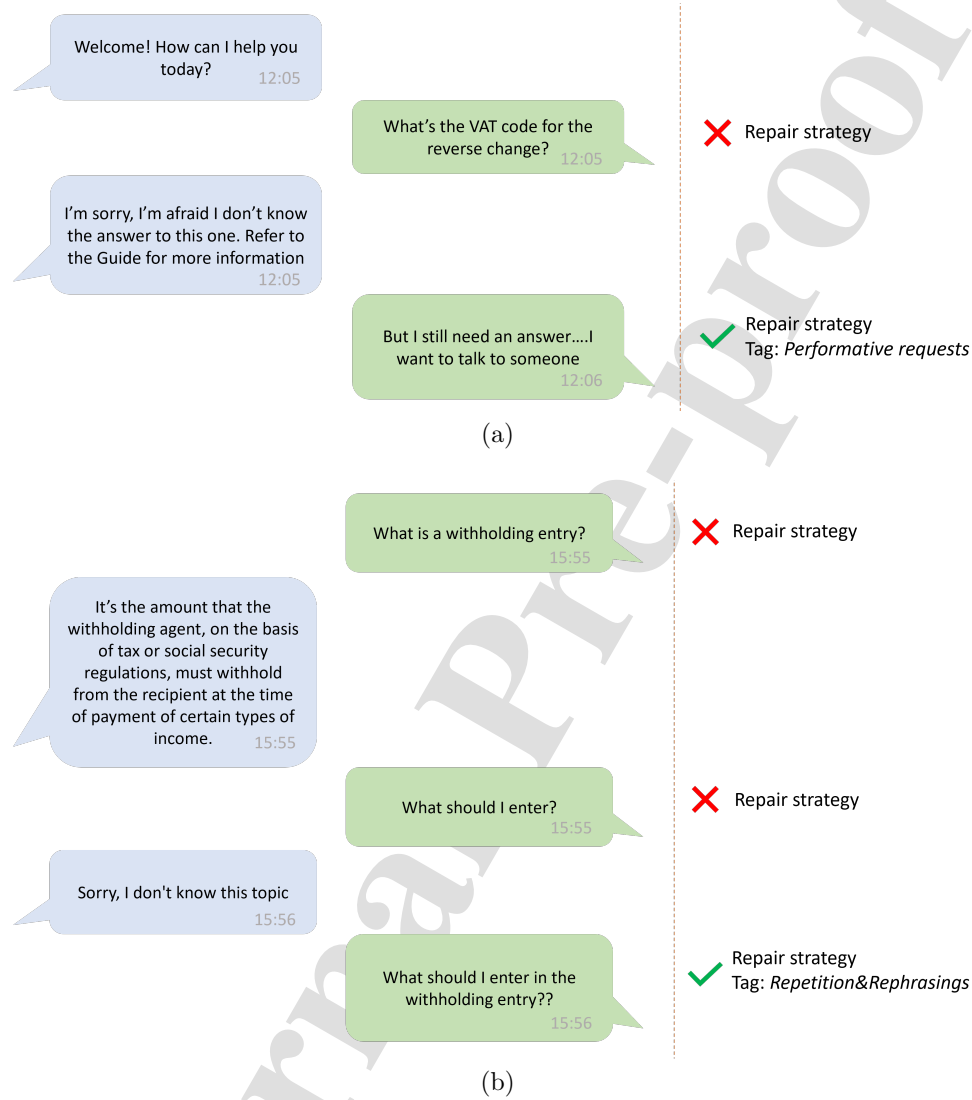 Welcome! How can I help you
today?
12:05
What's the VAT code for the
reverse change?
12:05
Repair strategy
I'm sorry, I'm afraid I don't know
the answer to this one. Refer to
the Guide for more information
12:05
But I still need an answer....I
want to talk to someone
12:06
Repair strategy
Tag: Performative requests
(a)
What is a withholding entry?
15:55
Repair strategy
It's the amount that the
withholding agent, on the basis
of tax or social security
regulations, must withhold
from the recipient at the time
of payment of certain types of
income.
15:55
What should I enter?
15:55
Repair strategy
Sorry, I don't know this topic
15:56
What should I enter in the
withholding entry??
15:56
Repair strategy
Tag: Repetition&Rephrasings
(b)
rnal Pre-proof